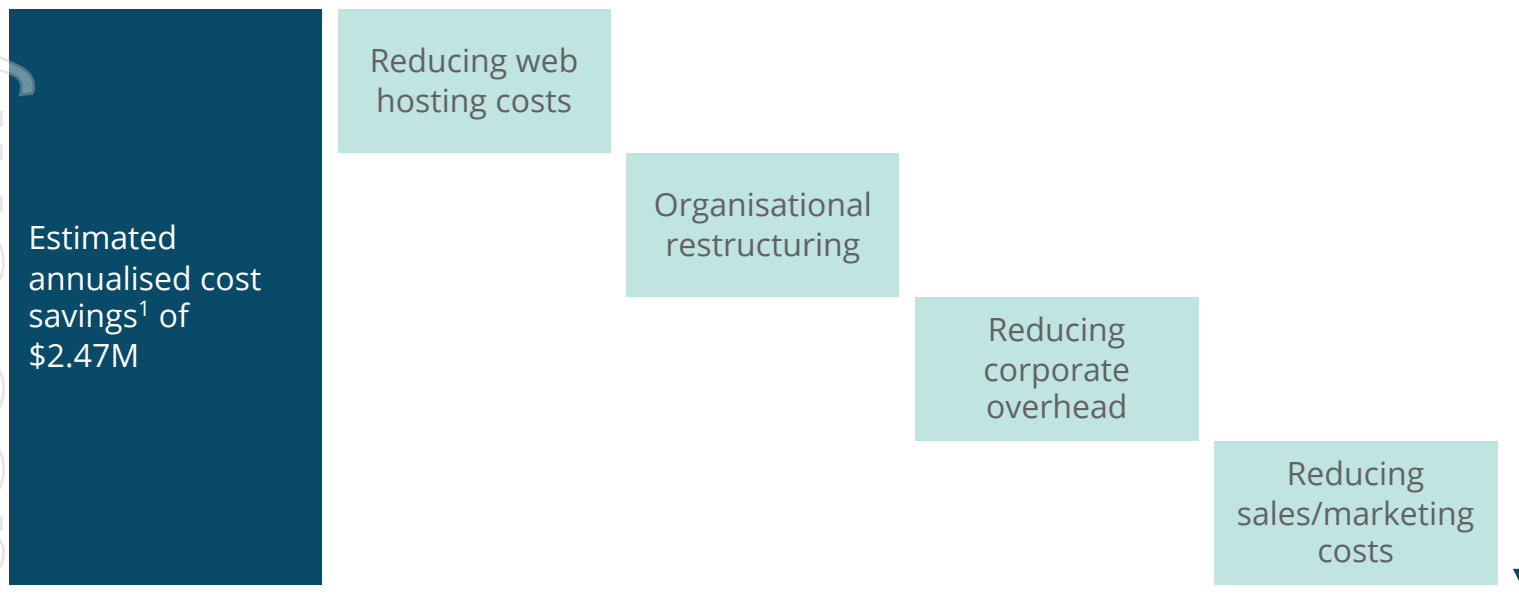 Reducing web
hosting costs
Organisational
restructuring
Estimated
annualised cost
savings¹ of
$2.47M
Reducing
corporate
overhead
Reducing
sales/marketing
costs